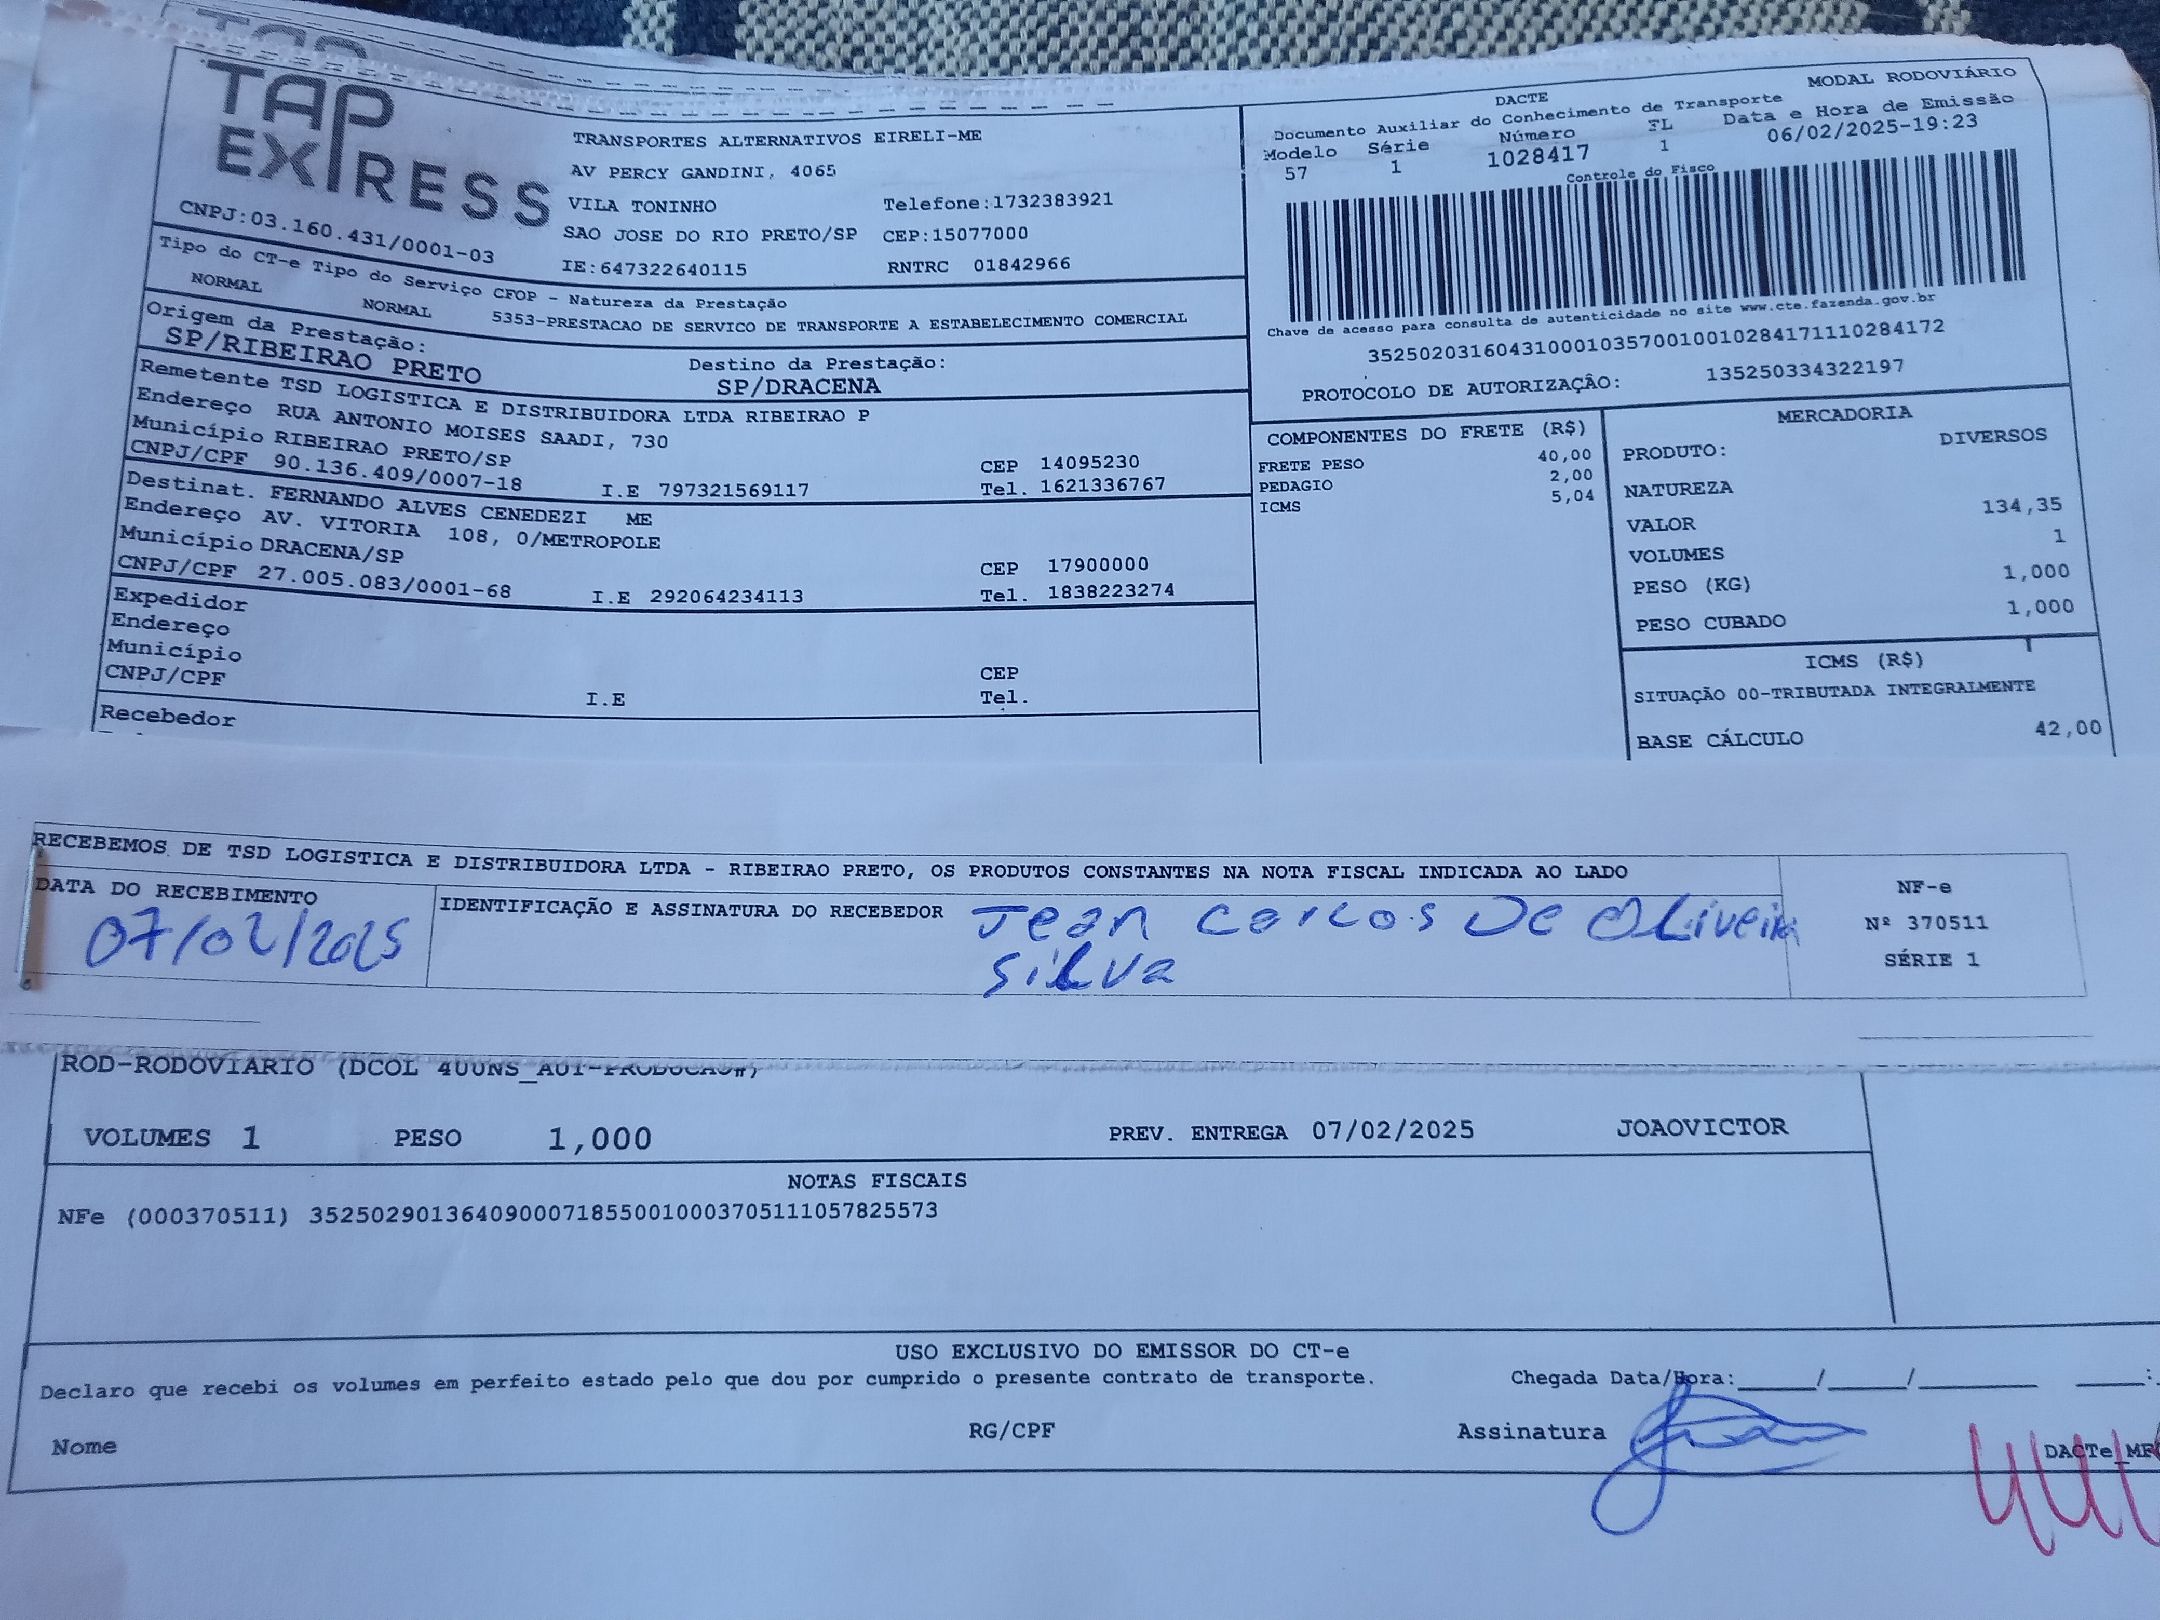 TAP
TAP
EXPRESS
CNPJ:03.160.431/0001-03
TRANSPORTES ALTERNATIVOS EIRELI-ME
AV PERCY GANDINI, 4065
VILA TONINHO Telefone:1732383921
SAO JOSE DO RIO PRETO/SP CEP:15077000
IE:647322640115 RNTRC 01842966
Tipo do CT-e Tipo do Serviço CFOP - Natureza da Prestação
NORMAL NORMAL 5353-PRESTACAO DE SERVICO DE TRANSPORTE A ESTABELECIMENTO COMERCIAL
Origem da Prestação: Destino da Prestação:
SP/RIBEIRAO PRETO SP/DRACENA
Remetente TSD LOGISTICA E DISTRIBUIDORA LTDA RIBEIRAO P
Endereço RUA ANTONIO MOISES SAADI, 730
Município RIBEIRAO PRETO/SP CEP 14095230
CNPJ/CPF 90.136.409/0007-18 I.E 797321569117 Tel. 1621336767
Destinat. FERNANDO ALVES CENEDEZI ME
Endereço AV. VITORIA 108, 0/METROPOLE
Município DRACENA/SP CEP 17900000
CNPJ/CPF 27.005.083/0001-68 I.E 292064234113 Tel. 1838223274
Expedidor
Endereço
Município CEP
CNPJ/CPF I.E Tel.
Recebedor
MODAL RODOVIÁRIO
DACTE
Documento Auxiliar do Conhecimento de Transporte
Modelo Série Número FL Data e Hora de Emissão
57 1 1028417 1 06/02/2025-19:23
Controle do Fisco
Chave de acesso para consulta de autenticidade no site www.cte.fazenda.gov.br
35250203160431000103570010010284171110284172
PROTOCOLO DE AUTORIZAÇÃO: 135250334322197
COMPONENTES DO FRETE (R$)
FRETE PESO 40,00
PEDAGIO 2,00
ICMS 5,04
MERCADORIA
PRODUTO: DIVERSOS
NATUREZA
VALOR 134,35
VOLUMES 1
PESO (KG) 1,000
PESO CUBADO 1,000
ICMS (R$)
SITUAÇÃO 00-TRIBUTADA INTEGRALMENTE
BASE CÁLCULO 42,00
RECEBEMOS DE TSD LOGISTICA E DISTRIBUIDORA LTDA - RIBEIRAO PRETO, OS PRODUTOS CONSTANTES NA NOTA FISCAL INDICADA AO LADO
DATA DO RECEBIMENTO
07/02/2025
IDENTIFICAÇÃO E ASSINATURA DO RECEBEDOR Jean Carlos De Oliveira
Silva
NF-e
Nº 370511
SÉRIE 1
ROD-RODOVIARIO (DCOL 400NS_AUT-PRODUCAO#)
VOLUMES 1 PESO 1,000 PREV. ENTREGA 07/02/2025 JOAOVICTOR
NOTAS FISCAIS
NFe (000370511) 35250290136409000718550010003705111057825573
USO EXCLUSIVO DO EMISSOR DO CT-e
Declaro que recebi os volumes em perfeito estado pelo que dou por cumprido o presente contrato de transporte. Chegada Data/Hora:_____/_____/_______ ____:
Nome RG/CPF Assinatura